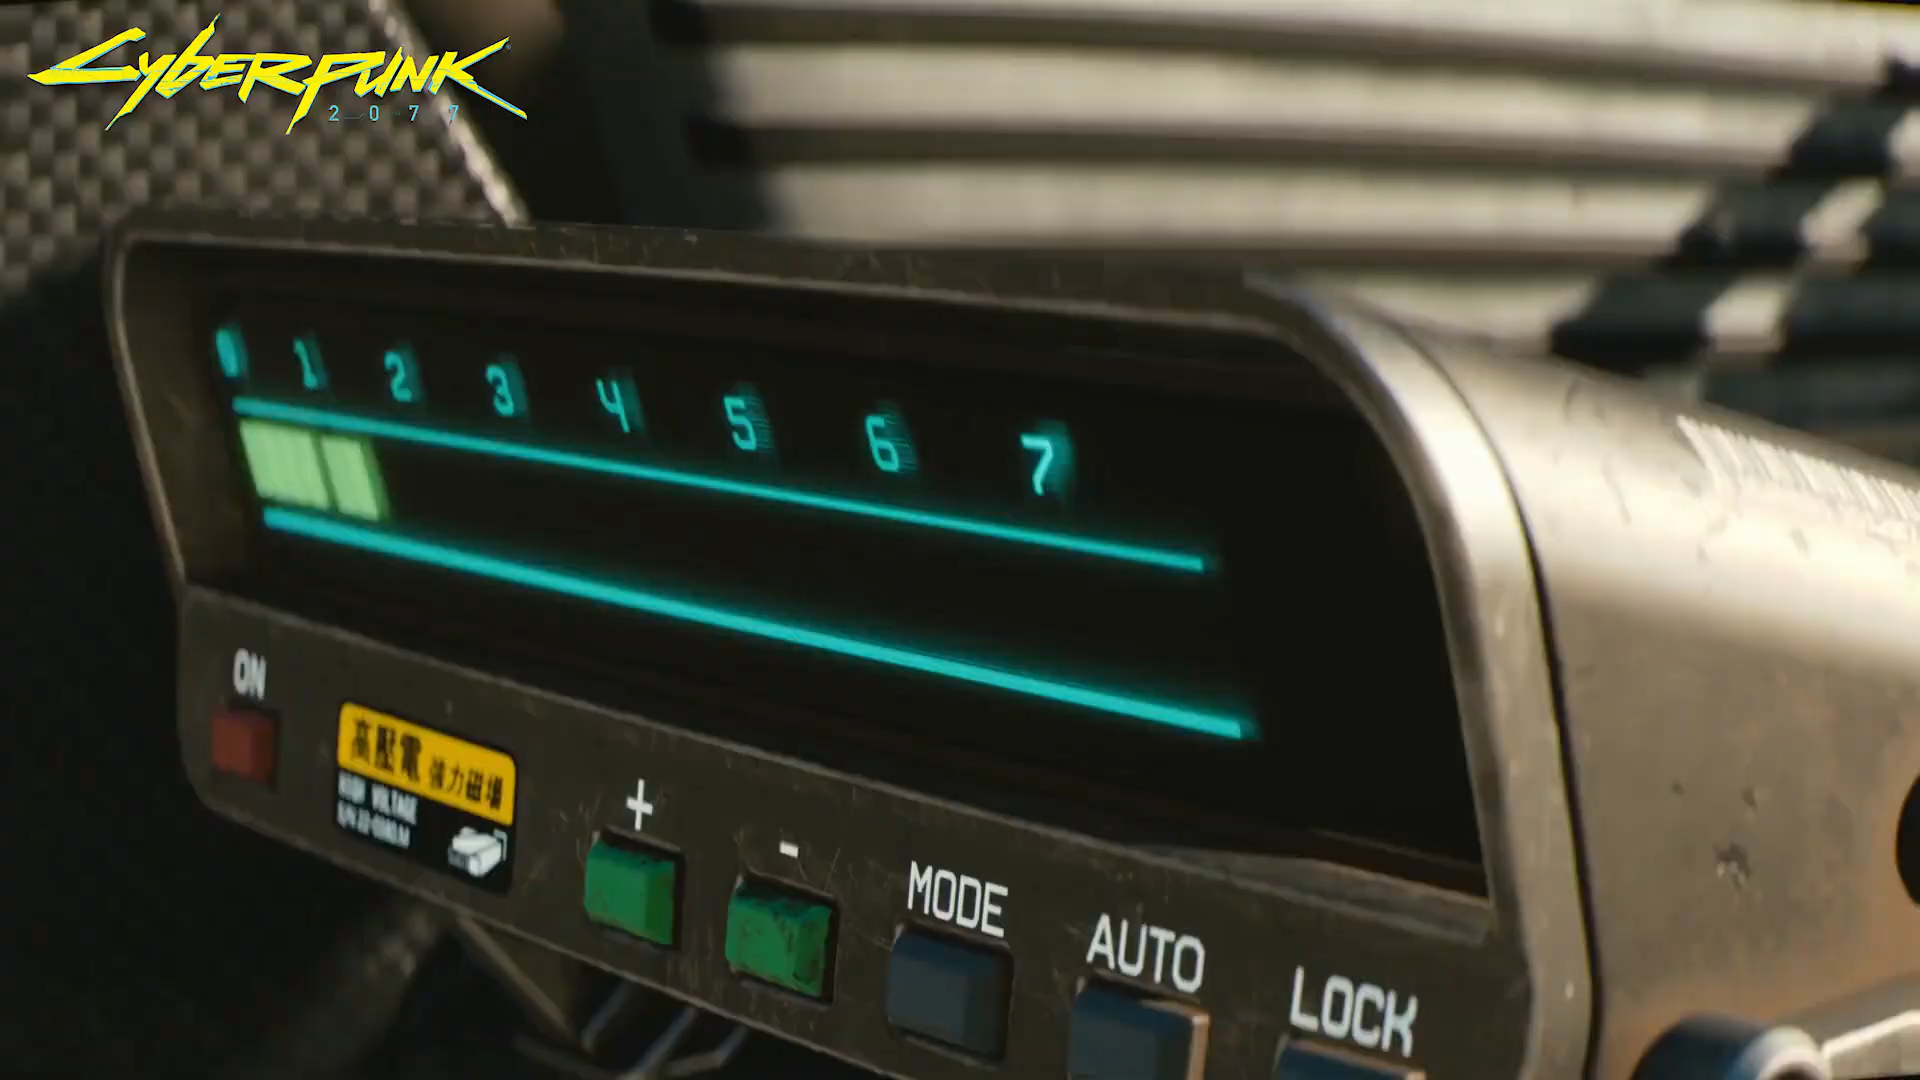 CYBERPUNK
2077
0 1 2 3 4 5 6 7
ON
高壓電 強力磁場
HIGH VOLTAGE
+
-
MODE
AUTO
LOCK